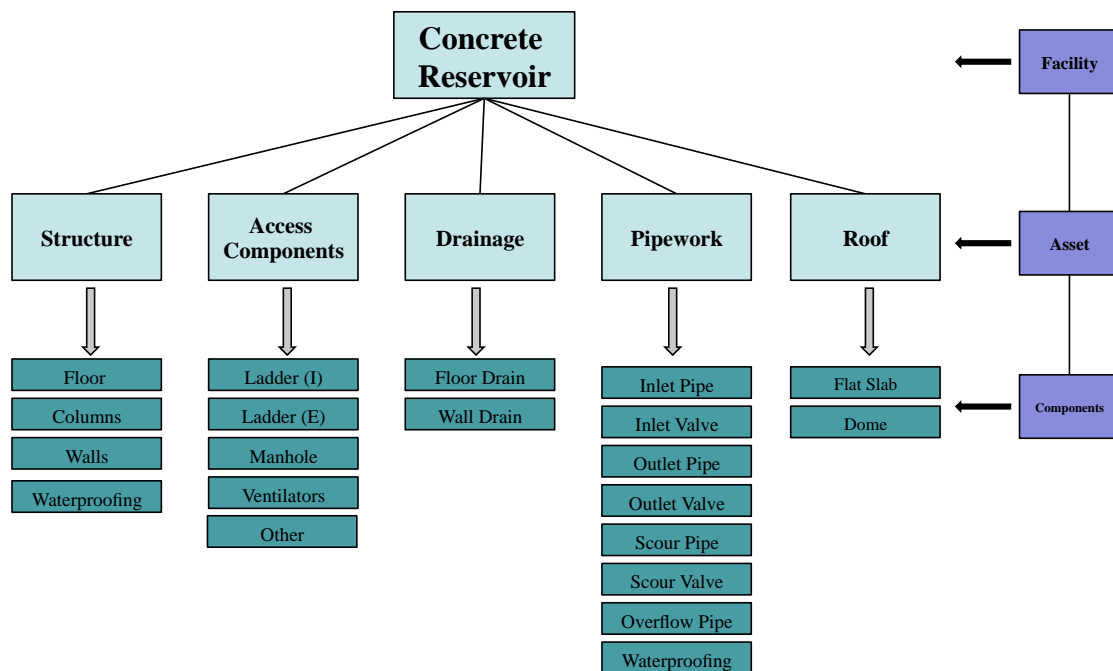 Concrete
Reservoir
Facility
Structure
Access
Components
Drainage
Pipework
Roof
Asset
Floor
Columns
Walls
Waterproofing
Ladder (I)
Ladder (E)
Manhole
Ventilators
Other
Floor Drain
Wall Drain
Inlet Pipe
Inlet Valve
Outlet Pipe
Outlet Valve
Scour Pipe
Scour Valve
Overflow Pipe
Waterproofing
Flat Slab
Dome
Components